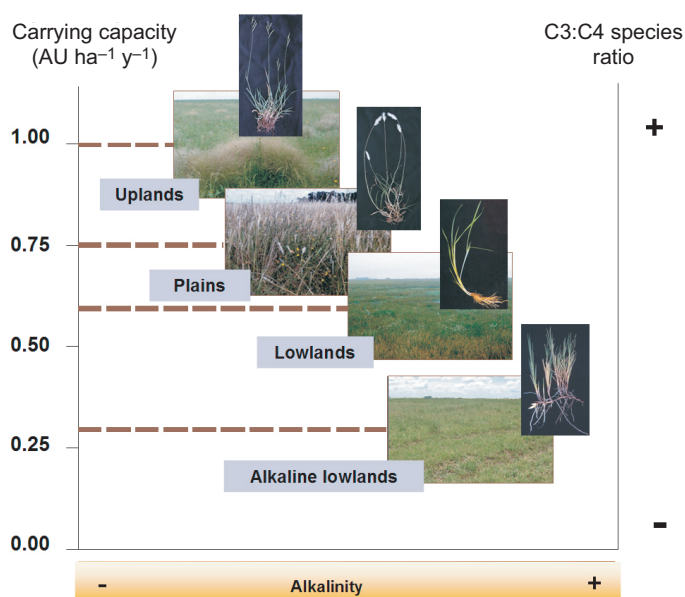 Carrying capacity
(AU ha⁻¹ y⁻¹)
C3:C4 species
ratio
1.00
0.75
0.50
0.25
0.00
+
-
Uplands
Plains
Lowlands
Alkaline lowlands
- Alkalinity +